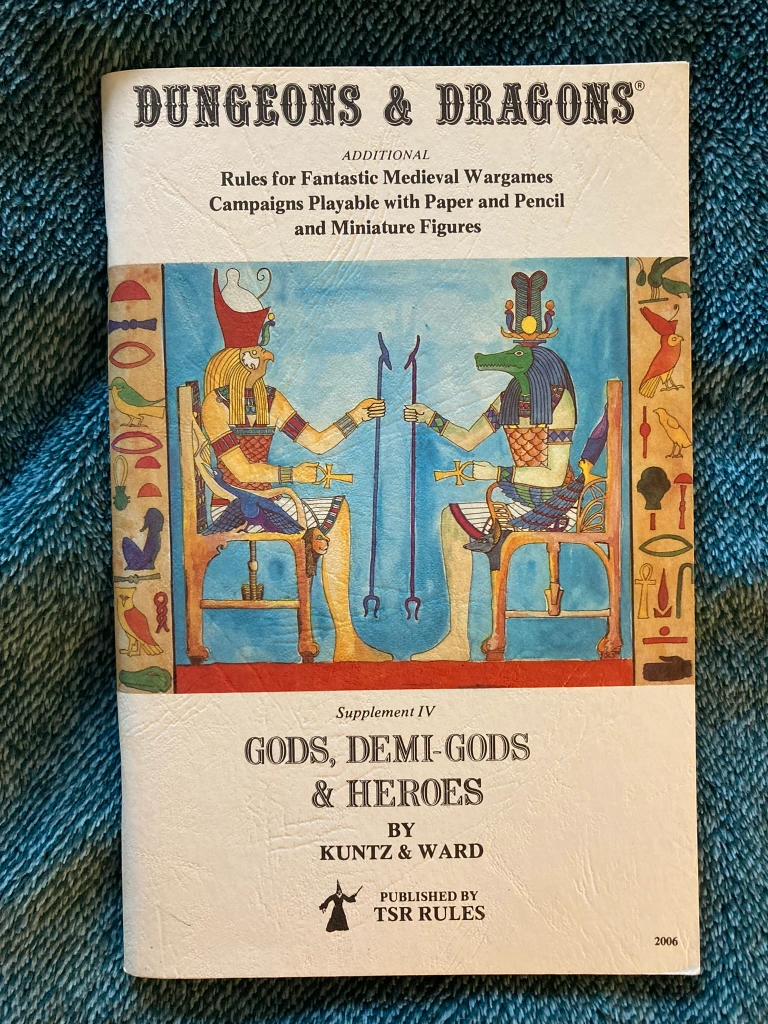 DUNGEONS & DRAGONS®
ADDITIONAL
Rules for Fantastic Medieval Wargames
Campaigns Playable with Paper and Pencil
and Miniature Figures
Supplement IV
GODS, DEMI-GODS
& HEROES
BY
KUNTZ & WARD
PUBLISHED BY
TSR RULES
2006